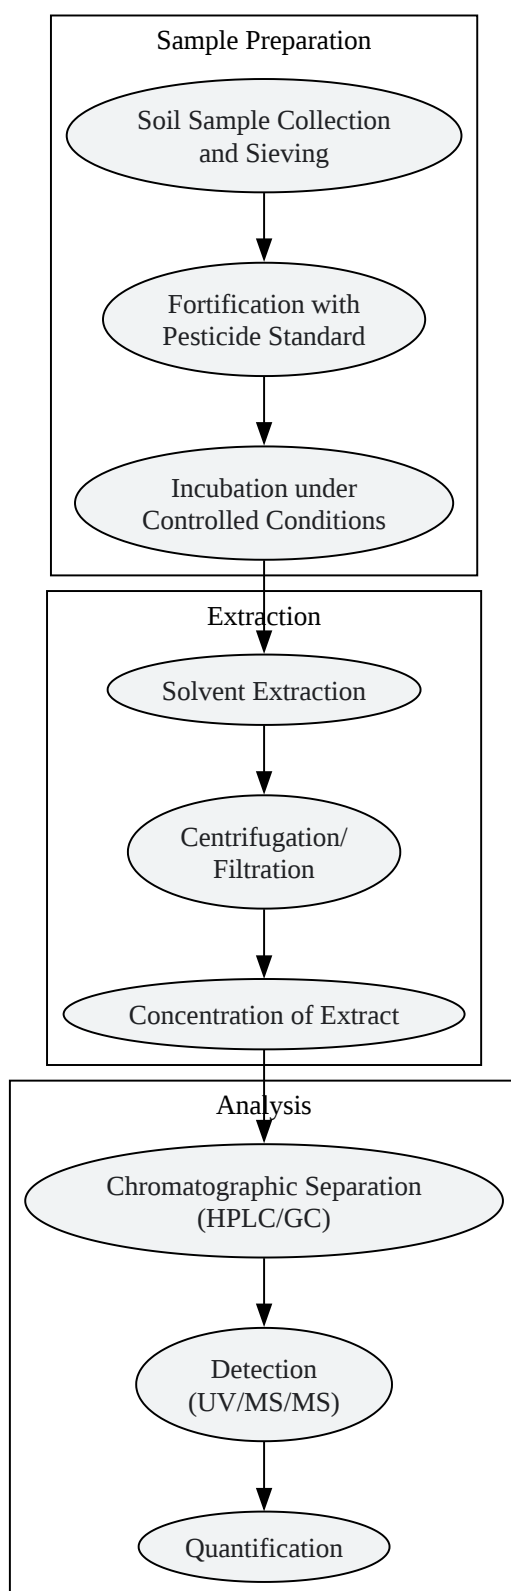 Sample Preparation
Soil Sample Collection
and Sieving
Fortification with
Pesticide Standard
Incubation under
Controlled Conditions
Extraction
Solvent Extraction
Centrifugation/
Filtration
Concentration of Extract
Analysis
Chromatographic Separation
(HPLC/GC)
Detection
(UV/MS/MS)
Quantification